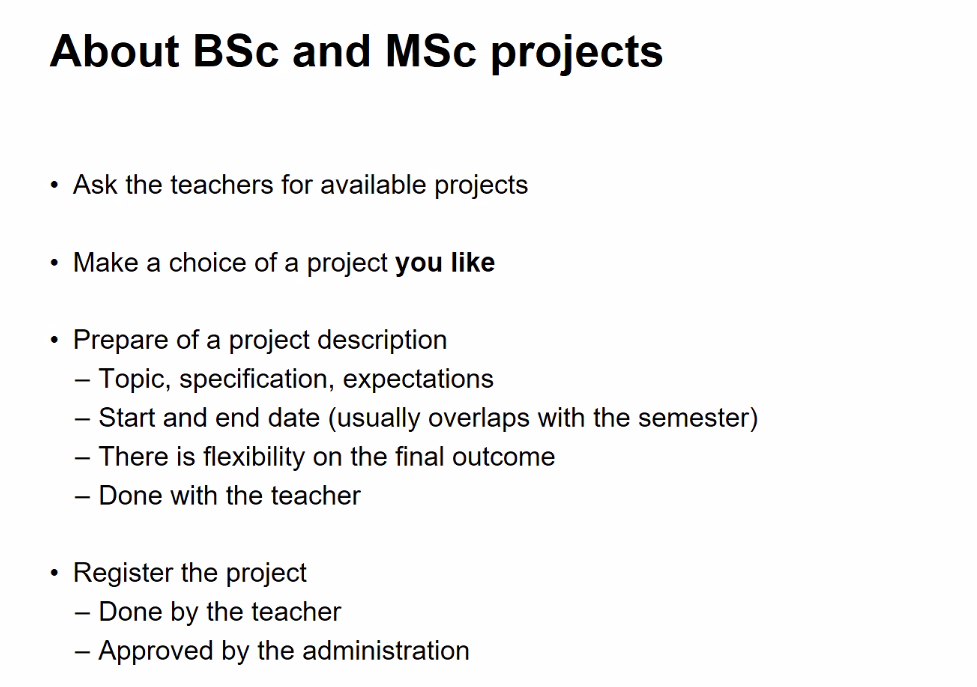 About BSc and MSc projects
• Ask the teachers for available projects
• Make a choice of a project you like
• Prepare of a project description
– Topic, specification, expectations
– Start and end date (usually overlaps with the semester)
– There is flexibility on the final outcome
– Done with the teacher
• Register the project
– Done by the teacher
– Approved by the administration